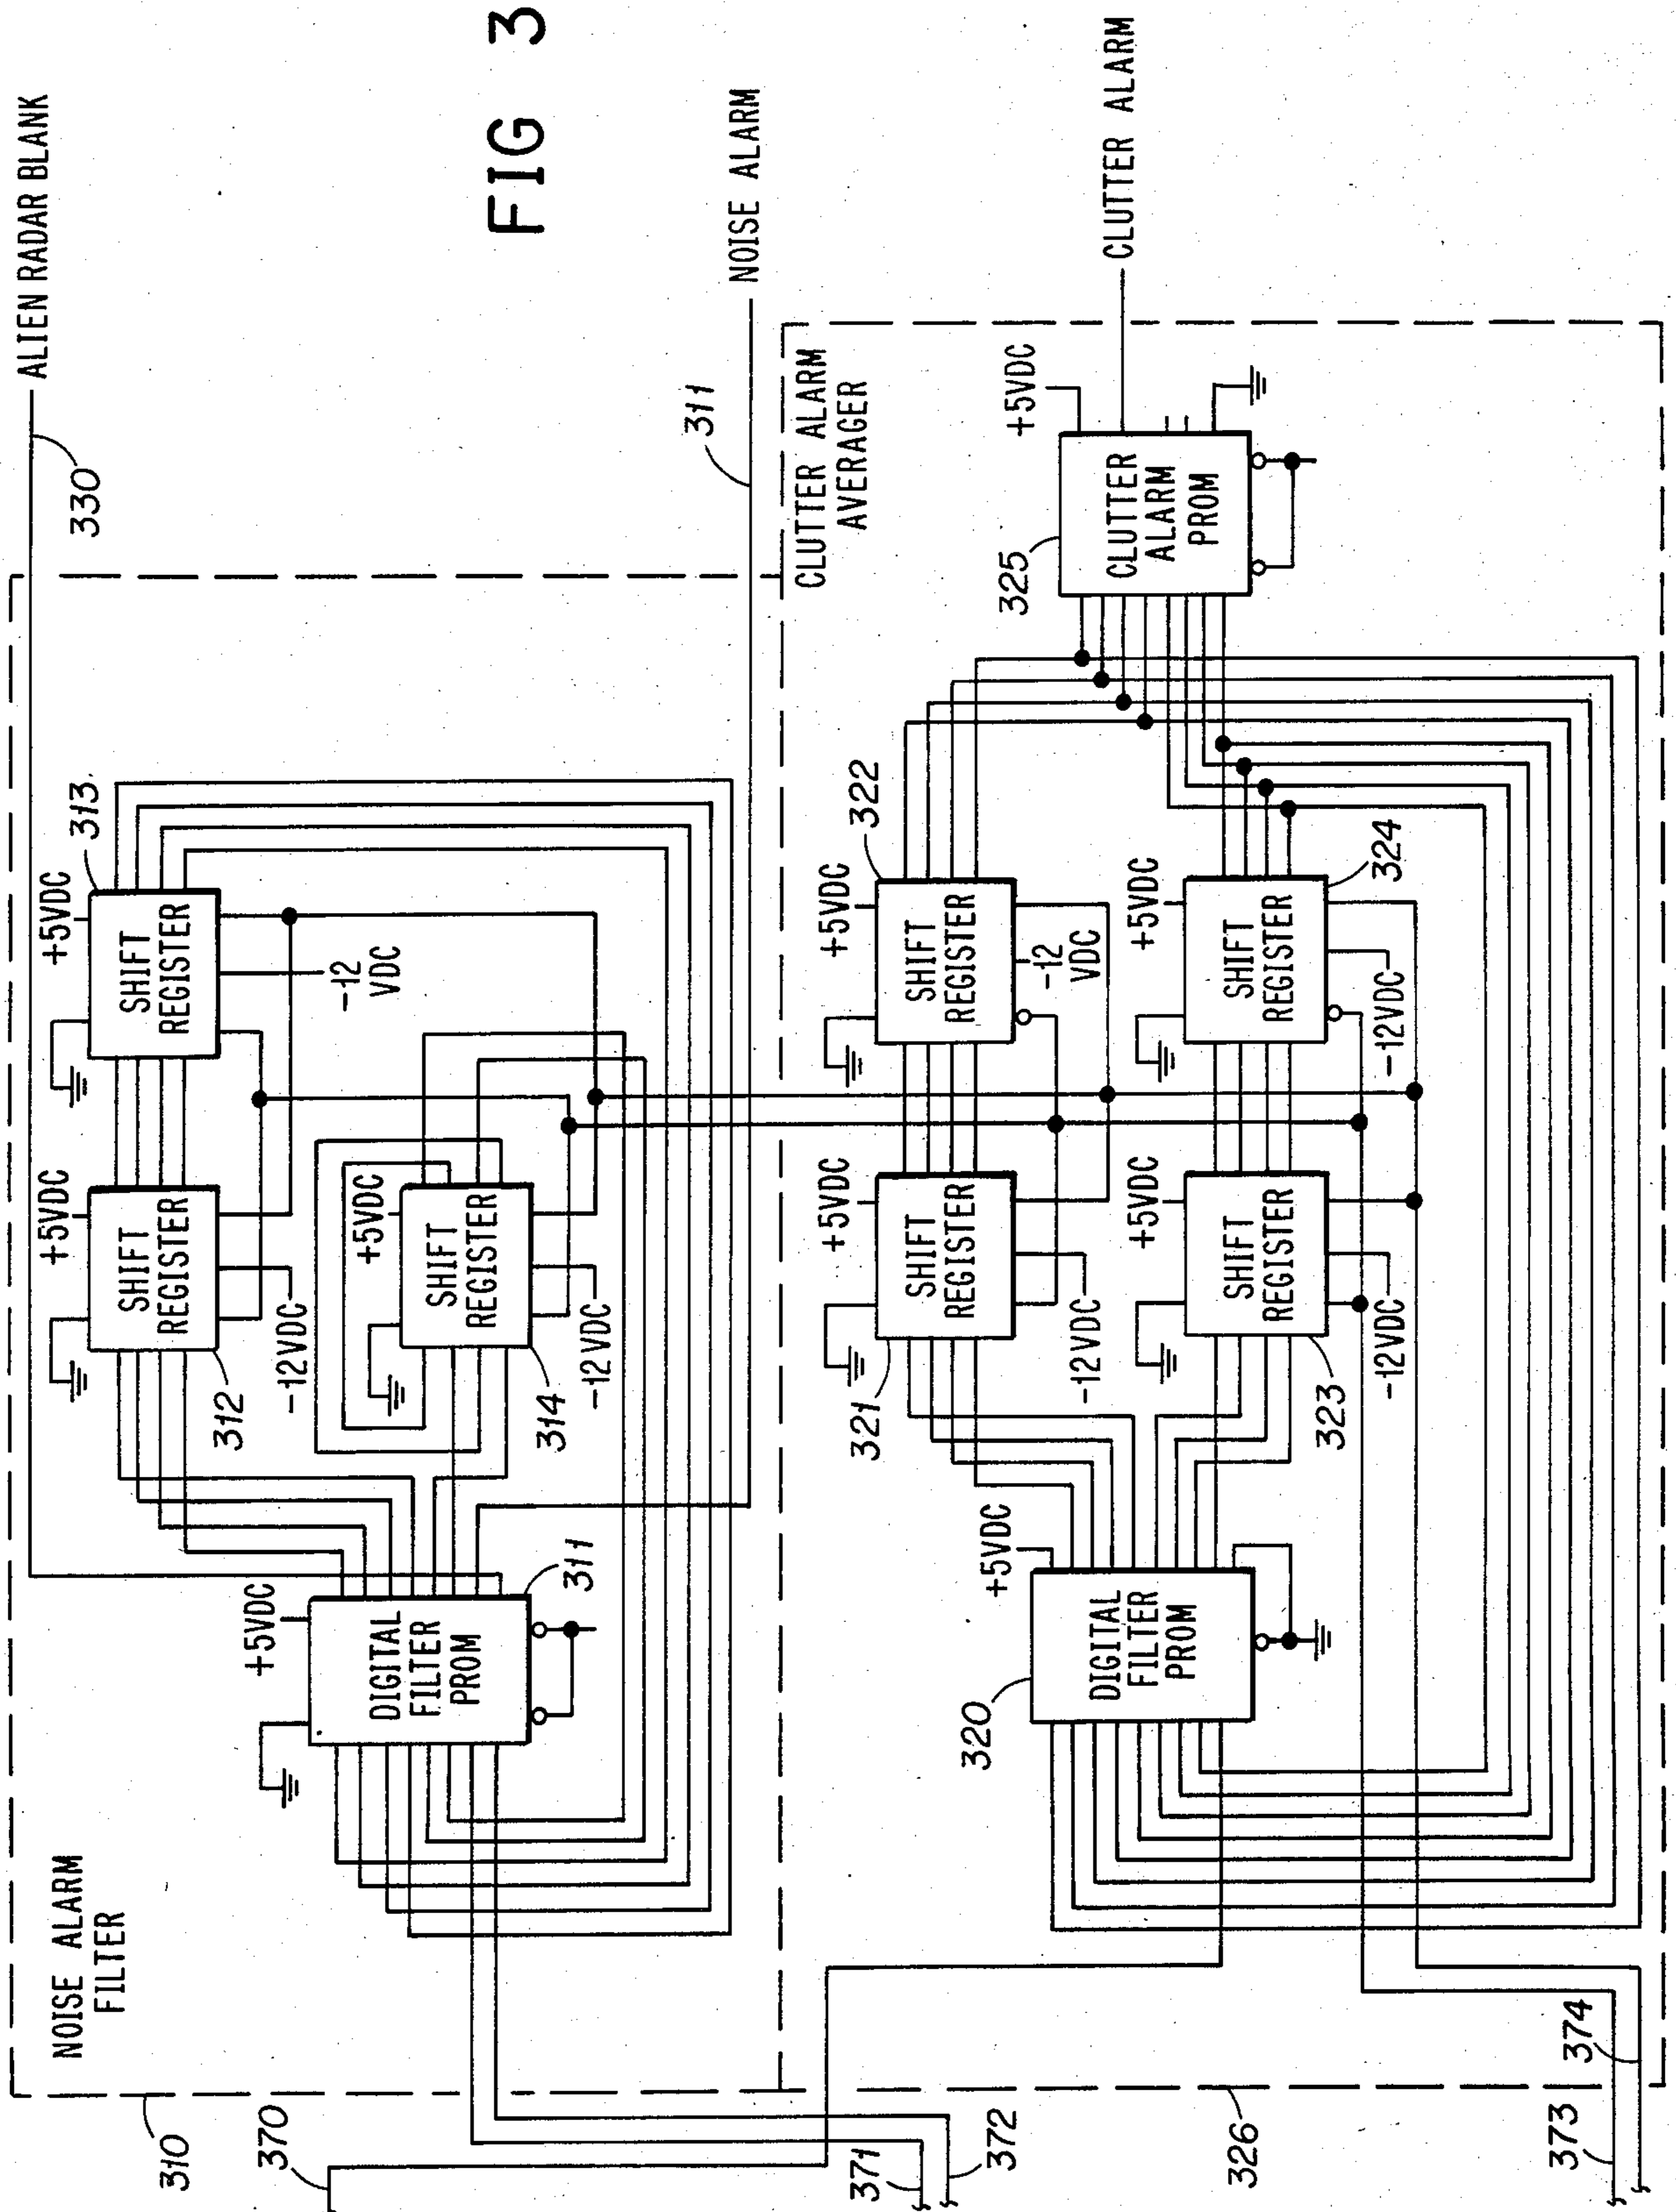 FIG 3
ALIEN RADAR BLANK
330
NOISE ALARM
311
CLUTTER ALARM
NOISE ALARM
FILTER
310
+5VDC
SHIFT
REGISTER
312
-12VDC
+5VDC
SHIFT
REGISTER
313
-12
VDC
+5VDC
SHIFT
REGISTER
314
-12VDC
+5VDC
DIGITAL
FILTER
PROM
311
370
371
372
CLUTTER ALARM
AVERAGER
326
+5VDC
DIGITAL
FILTER
PROM
320
+5VDC
SHIFT
REGISTER
321
-12VDC
+5VDC
SHIFT
REGISTER
322
-12
VDC
+5VDC
SHIFT
REGISTER
323
-12VDC
+5VDC
SHIFT
REGISTER
324
-12VDC
+5VDC
CLUTTER
ALARM
PROM
325
373
374